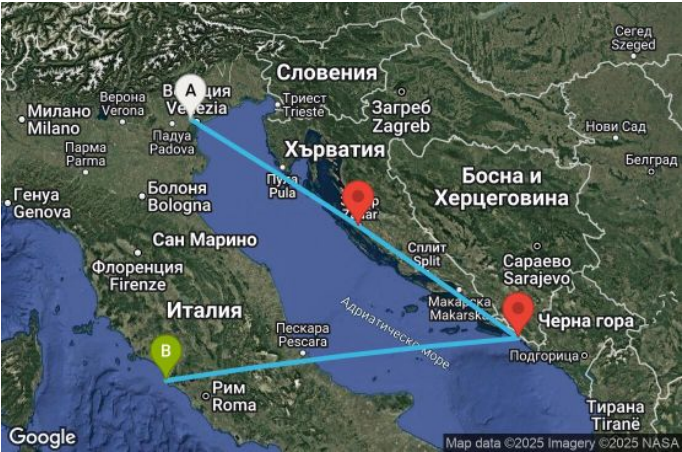 Сегед
Szeged
Словения
A
Венеция
Venezia
Верона
Verona
Милано
Milano
Триест
Trieste
Загреб
Zagreb
Падуа
Padova
Нови Сад
Парма
Parma
Хърватия
Белград
Босна и
Херцеговина
Пула
Pula
Генуа
Genova
Болоня
Bologna
Задар
Zadar
Сан Марино
Сплит
Split
Сараево
Sarajevo
Флоренция
Firenze
Макарска
Makarska
Италия
Адриатическо море
Черна гора
Пескара
Pescara
Подгорица
B
Рим
Roma
Тирана
Tiranë
Google
Map data ©2025 Imagery ©2025 NASA